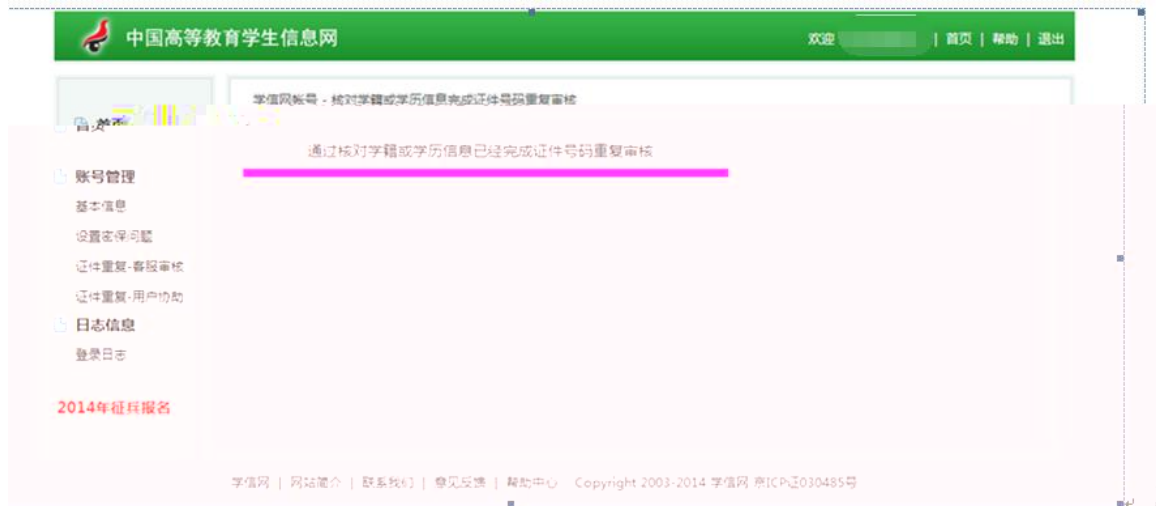 中国高等教育学生信息网
欢迎 | 首页 | 帮助 | 退出
学信网帐号 - 核对学籍或学历信息完成证件号码重复审核
首页
通过核对学籍或学历信息已经完成证件号码重复审核
账号管理
基本信息
设置密保问题
证件重复-客服审核
证件重复-用户协助
日志信息
登录日志
2014年征兵报名
学信网 | 网站简介 | 联系我们 | 意见反馈 | 帮助中心 Copyright 2003-2014 学信网 京ICP证030485号